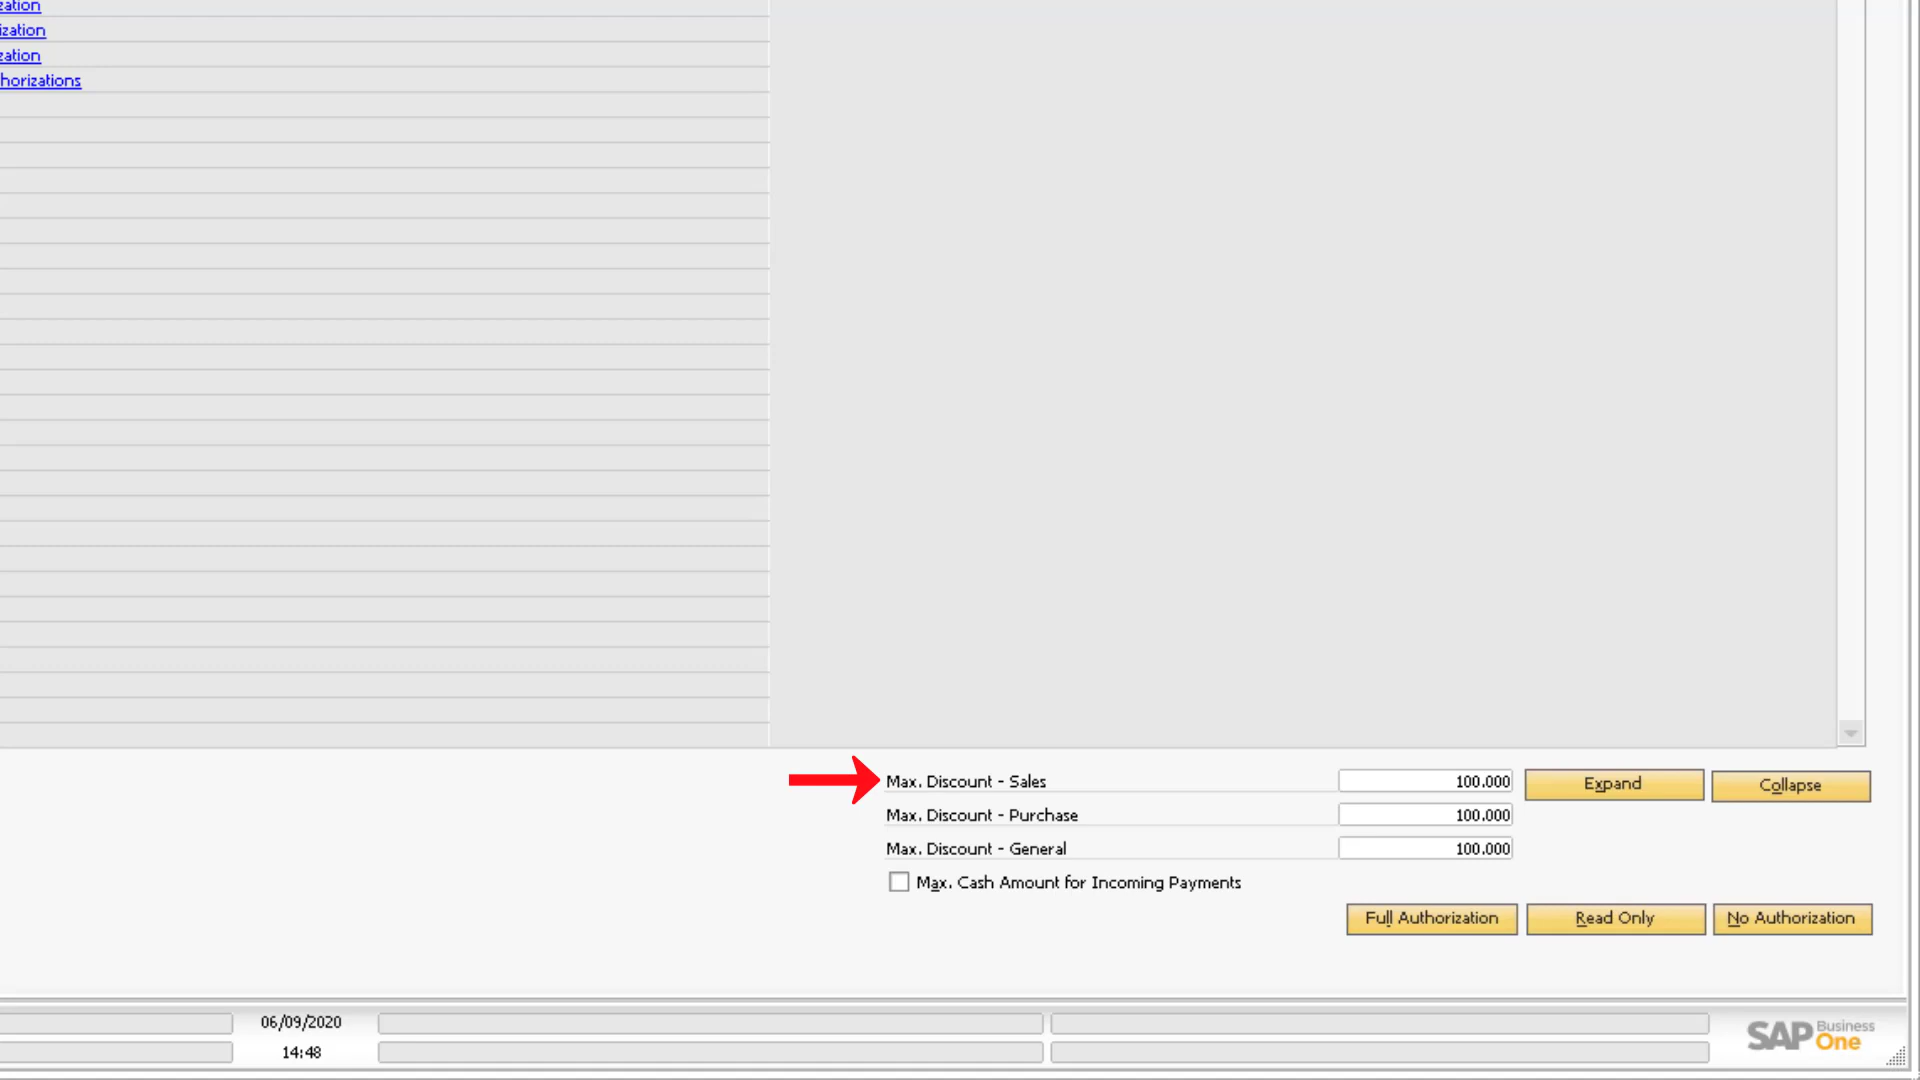 zation
ization
zation
horizations
Max. Discount - Sales 100.000 Expand Collapse
Max. Discount - Purchase 100.000
Max. Discount - General 100.000
Max. Cash Amount for Incoming Payments
Full Authorization Read Only No Authorization
06/09/2020
14:48
SAP Business One